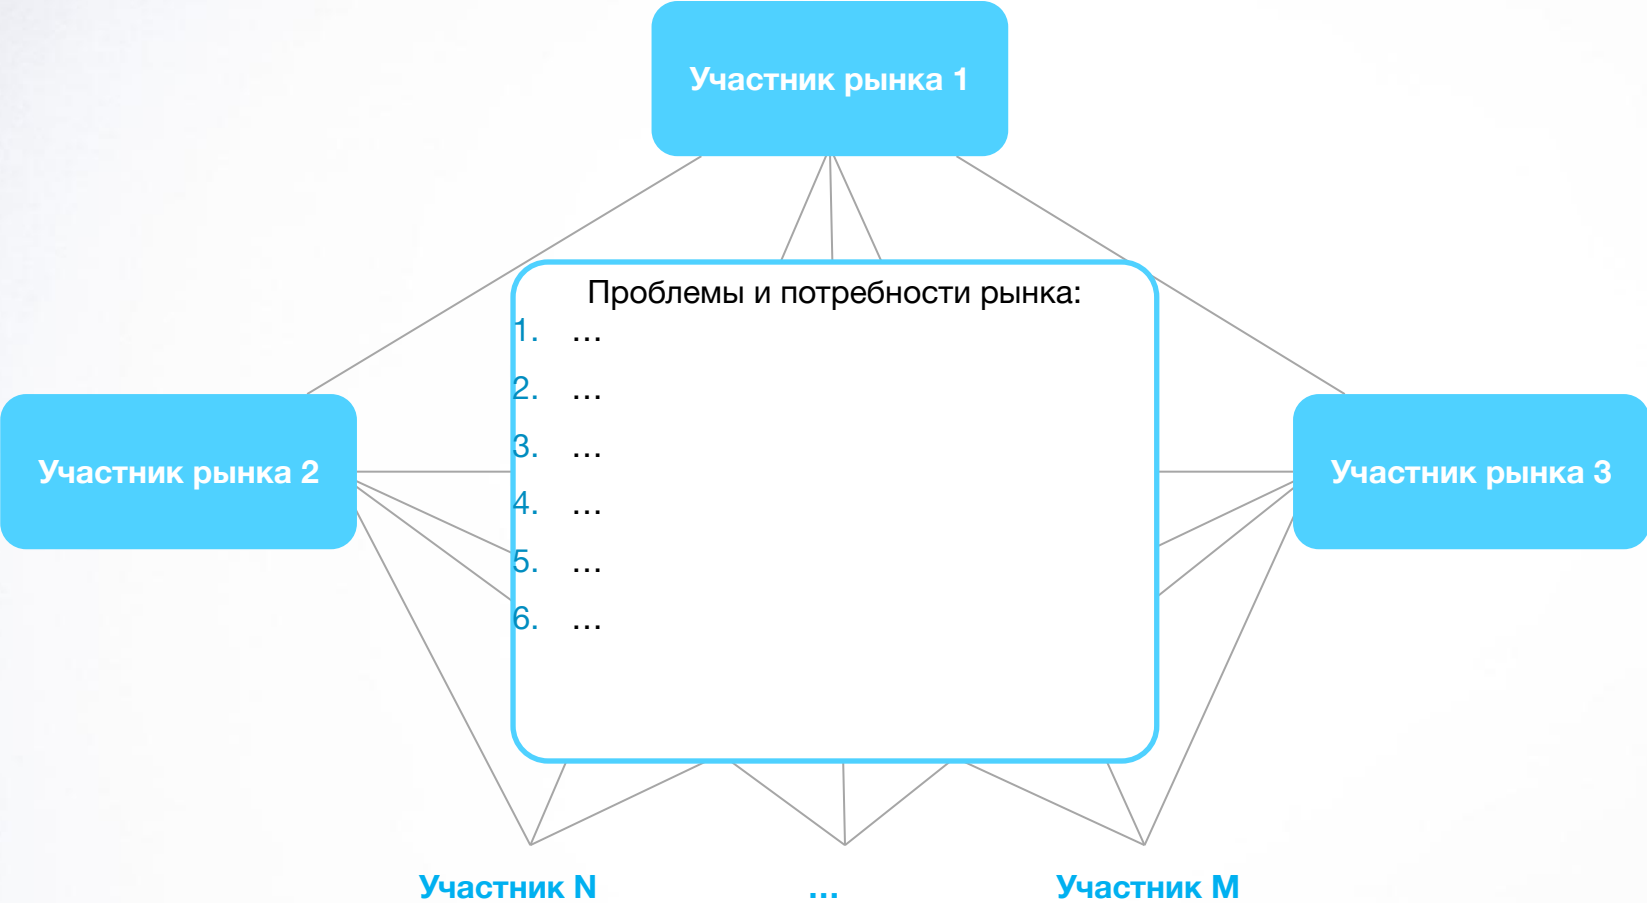 Участник рынка 1
Проблемы и потребности рынка:
1. ...
2. ...
3. ...
4. ...
5. ...
6. ...
Участник рынка 2
Участник рынка 3
Участник N
...
Участник M